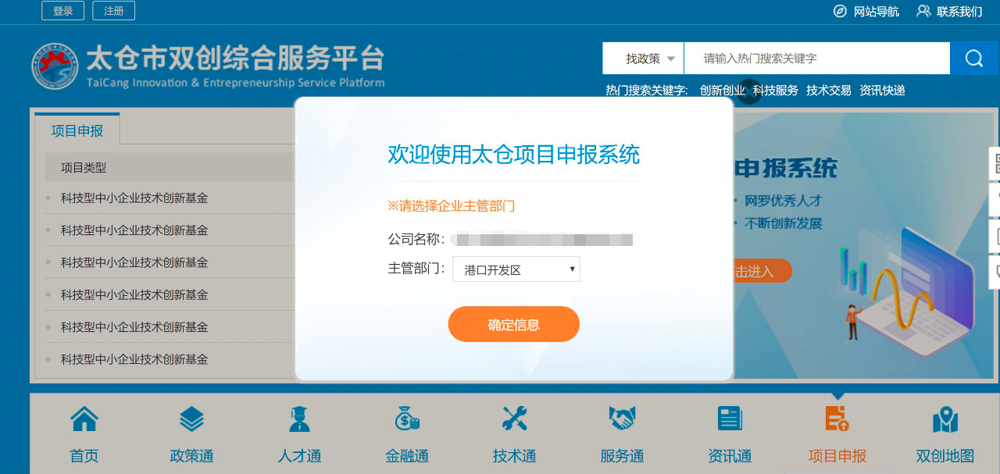 登录 注册 网站导航 联系我们
太仓市双创综合服务平台
TaiCang Innovation & Entrepreneurship Service Platform
找政策 请输入热门搜索关键字
热门搜索关键字: 创新创业 科技服务 技术交易 资讯快递
项目申报
项目类型
科技型中小企业技术创新基金
科技型中小企业技术创新基金
科技型中小企业技术创新基金
科技型中小企业技术创新基金
科技型中小企业技术创新基金
科技型中小企业技术创新基金
欢迎使用太仓项目申报系统
※请选择企业主管部门
公司名称:
主管部门: 港口开发区
确定信息
申报系统
网罗优秀人才
不断创新发展
击进入
首页 政策通 人才通 金融通 技术通 服务通 资讯通 项目申报 双创地图